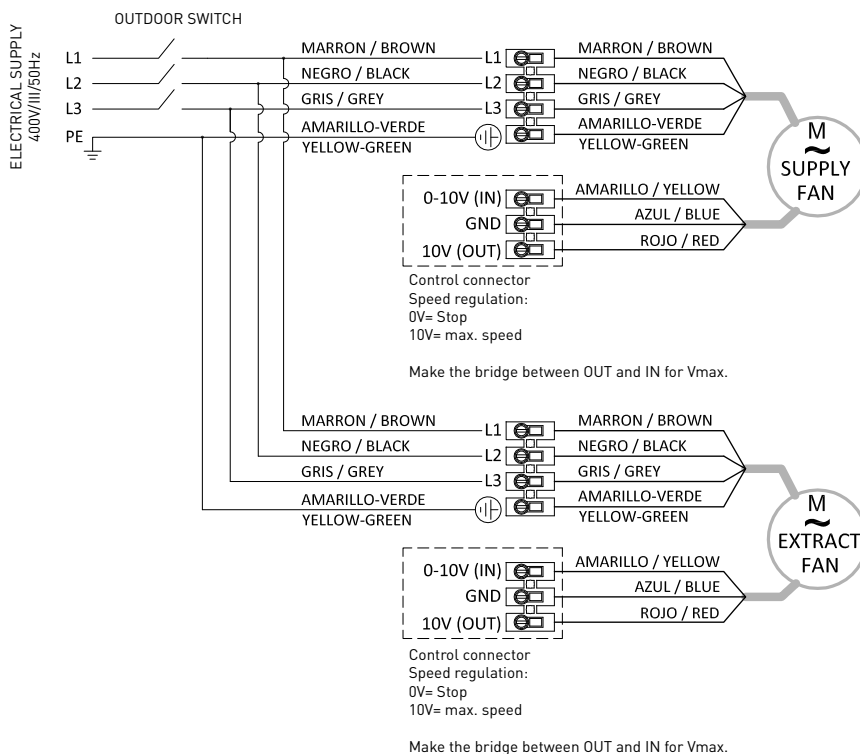 OUTDOOR SWITCH
ELECTRICAL SUPPLY
400V/III/50Hz
L1
L2
L3
PE
MARRON / BROWN
NEGRO / BLACK
GRIS / GREY
AMARILLO-VERDE
YELLOW-GREEN
L1
L2
L3
MARRON / BROWN
NEGRO / BLACK
GRIS / GREY
AMARILLO-VERDE
YELLOW-GREEN
M
~
SUPPLY
FAN
0-10V (IN)
GND
10V (OUT)
AMARILLO / YELLOW
AZUL / BLUE
ROJO / RED
Control connector
Speed regulation:
0V= Stop
10V= max. speed
Make the bridge between OUT and IN for Vmax.
MARRON / BROWN
NEGRO / BLACK
GRIS / GREY
AMARILLO-VERDE
YELLOW-GREEN
L1
L2
L3
MARRON / BROWN
NEGRO / BLACK
GRIS / GREY
AMARILLO-VERDE
YELLOW-GREEN
M
~
EXTRACT
FAN
0-10V (IN)
GND
10V (OUT)
AMARILLO / YELLOW
AZUL / BLUE
ROJO / RED
Control connector
Speed regulation:
0V= Stop
10V= max. speed
Make the bridge between OUT and IN for Vmax.